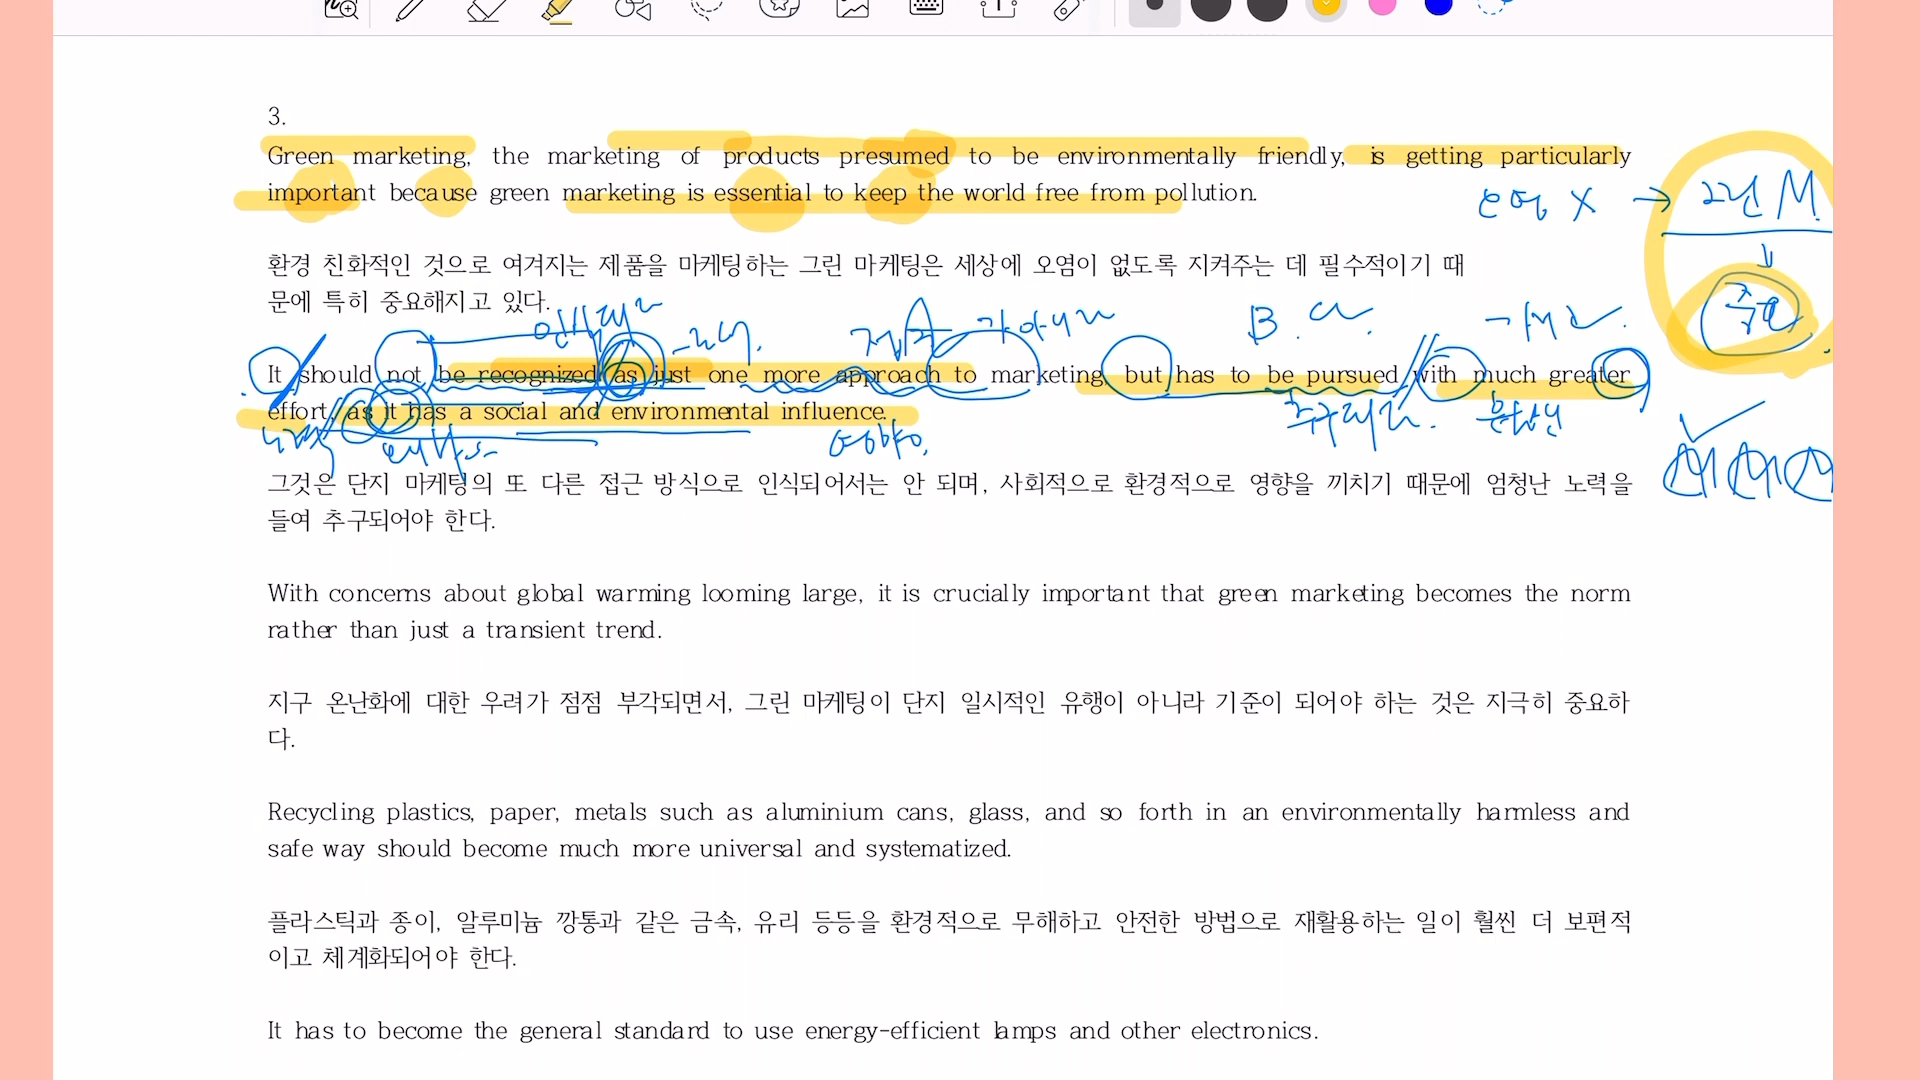 3.
Green marketing, the marketing of products presumed to be environmentally friendly, is getting particularly
important because green marketing is essential to keep the world free from pollution.
오염 X → 그린 M.
중요
환경 친화적인 것으로 여겨지는 제품을 마케팅하는 그린 마케팅은 세상에 오염이 없도록 지켜주는 데 필수적이기 때
문에 특히 중요해지고 있다.
접근
B
It should not be recognized as just one more approach to marketing but has to be pursued with much greater
effort, as it has a social and environmental influence.
노력
영향
그것은 단지 마케팅의 또 다른 접근 방식으로 인식되어서는 안 되며, 사회적으로 환경적으로 영향을 끼치기 때문에 엄청난 노력을
들여 추구되어야 한다.
With concerns about global warming looming large, it is crucially important that green marketing becomes the norm
rather than just a transient trend.
지구 온난화에 대한 우려가 점점 부각되면서, 그린 마케팅이 단지 일시적인 유행이 아니라 기준이 되어야 하는 것은 지극히 중요하
다.
Recycling plastics, paper, metals such as aluminium cans, glass, and so forth in an environmentally harmless and
safe way should become much more universal and systematized.
플라스틱과 종이, 알루미늄 깡통과 같은 금속, 유리 등등을 환경적으로 무해하고 안전한 방법으로 재활용하는 일이 훨씬 더 보편적
이고 체계화되어야 한다.
It has to become the general standard to use energy-efficient lamps and other electronics.